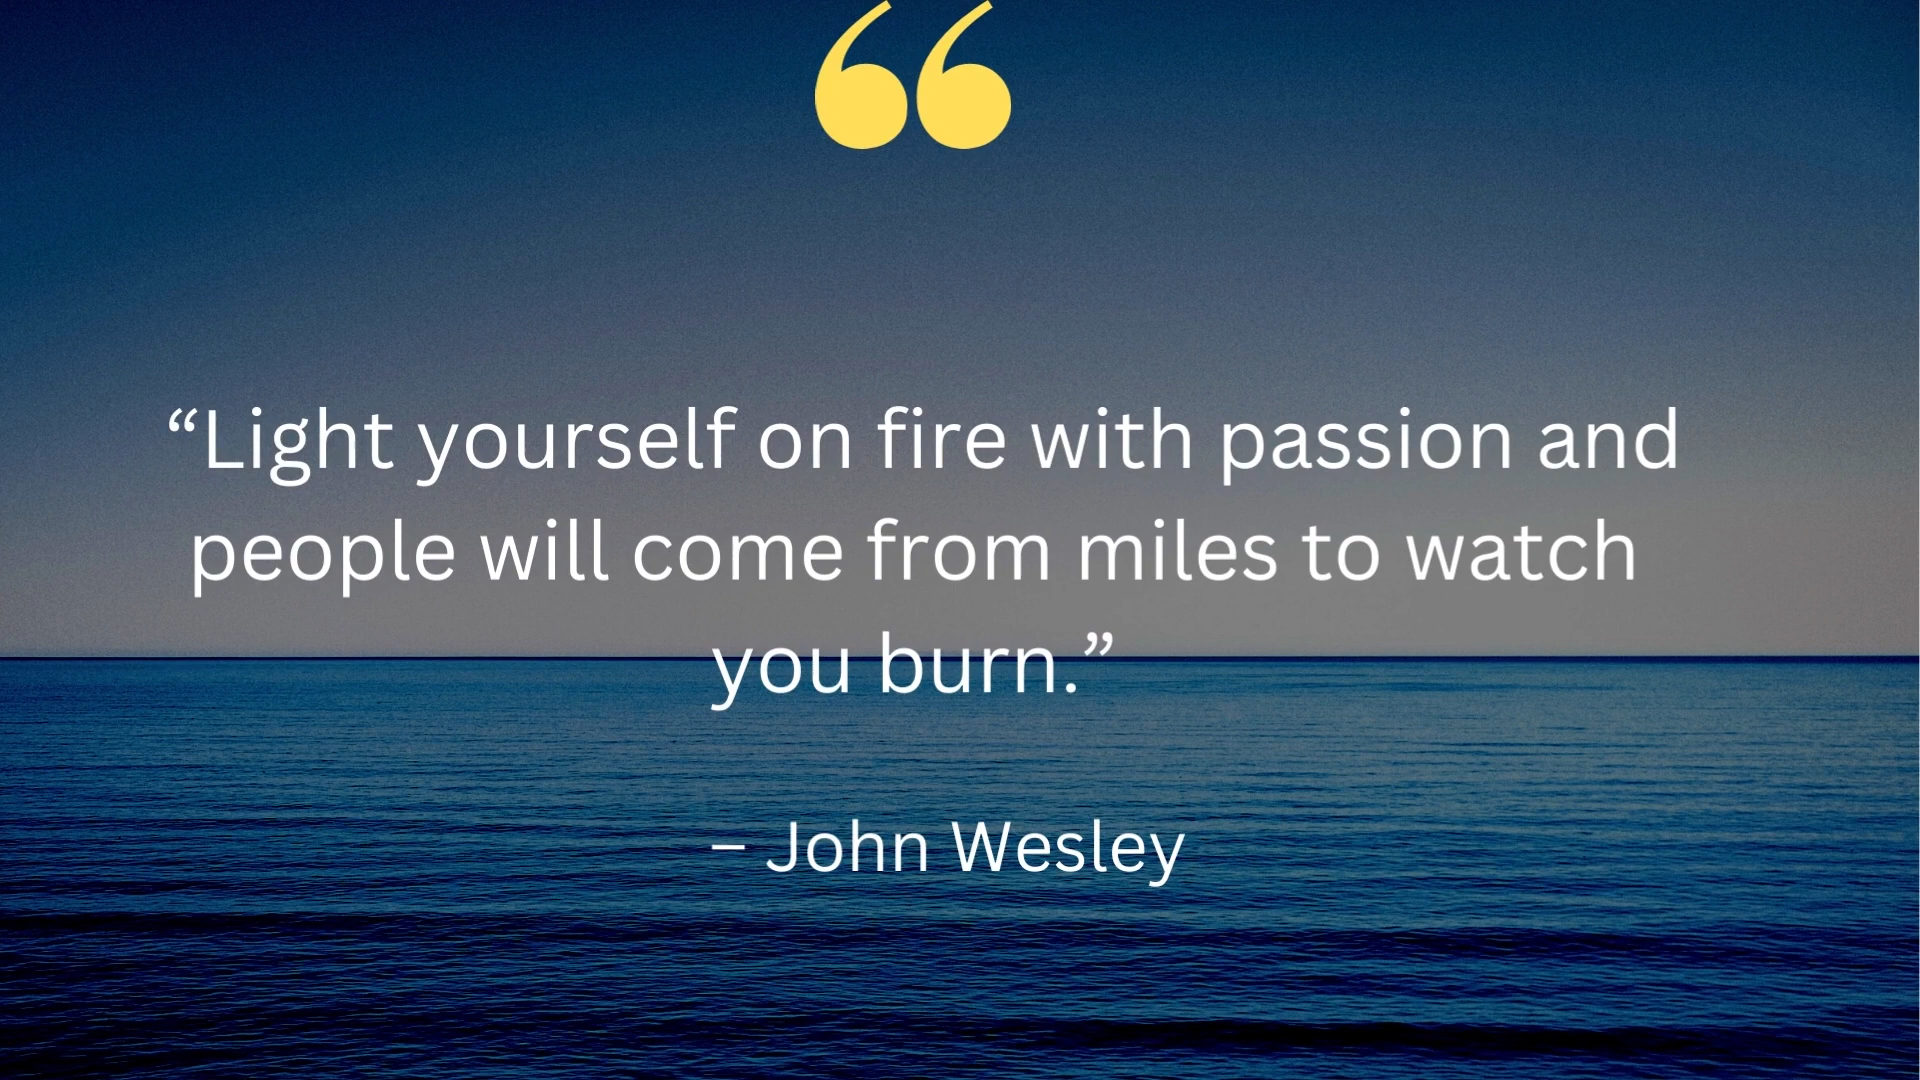 “
“Light yourself on fire with passion and
people will come from miles to watch
you burn.”
– John Wesley